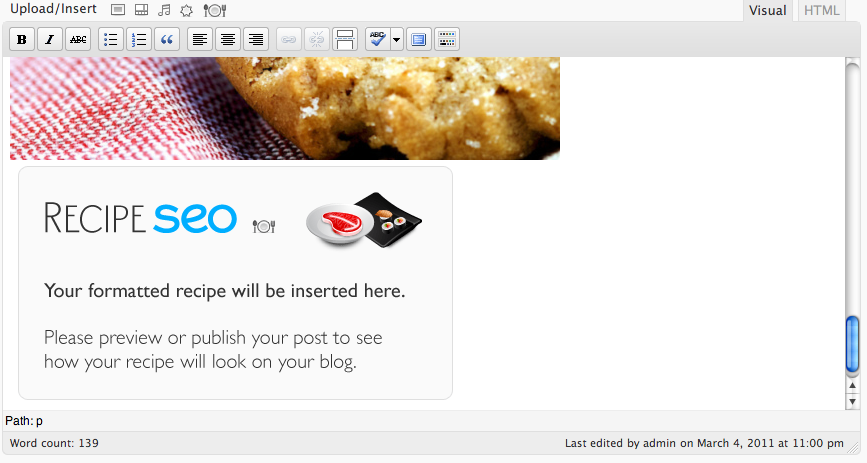 Upload/Insert
Visual
HTML
B I ABC
ABC
RECIPE seo
Your formatted recipe will be inserted here.
Please preview or publish your post to see
how your recipe will look on your blog.
Path: p
Word count: 139
Last edited by admin on March 4, 2011 at 11:00 pm